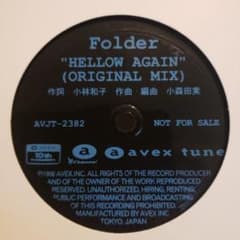 Folder
"HELLOW AGAIN"
(ORIGINAL MIX)
作詞 小林和子 作曲 編曲 小森田実
AVJT-2382 NOT FOR SALE
a avex tune
10th
1998 AVEX INC. ALL RIGHTS OF THE RECORD PRODUCER
AND OF THE OWNER OF THE WORK REPRODUCED
RESERVED. UNAUTHORIZED HIRING, RENTING,
PUBLIC PERFORMANCE AND BROADCASTING
OF THIS RECORDING PROHIBITED.
MANUFACTURED BY AVEX INC
TOKYO, JAPAN